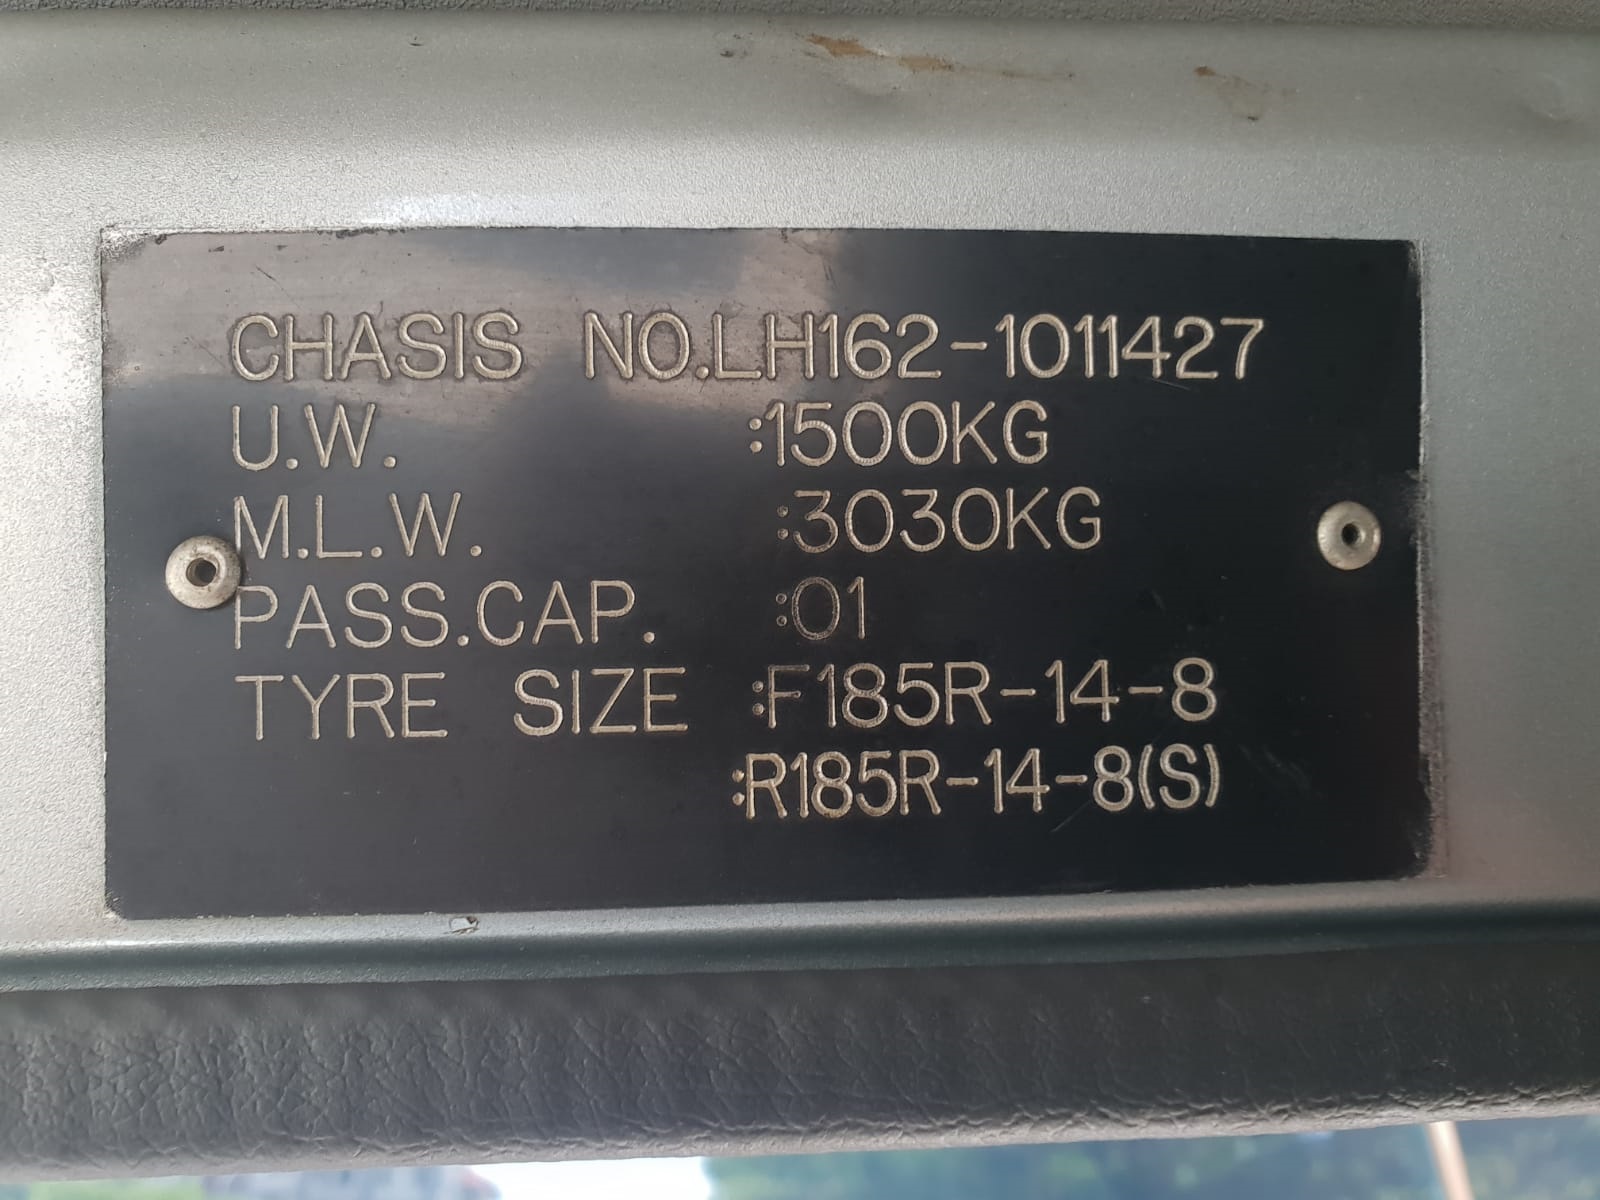 CHASIS NO.LH162-1011427
U.W. :1500KG
M.L.W. :3030KG
PASS.CAP. :01
TYRE SIZE :F185R-14-8
:R185R-14-8(S)